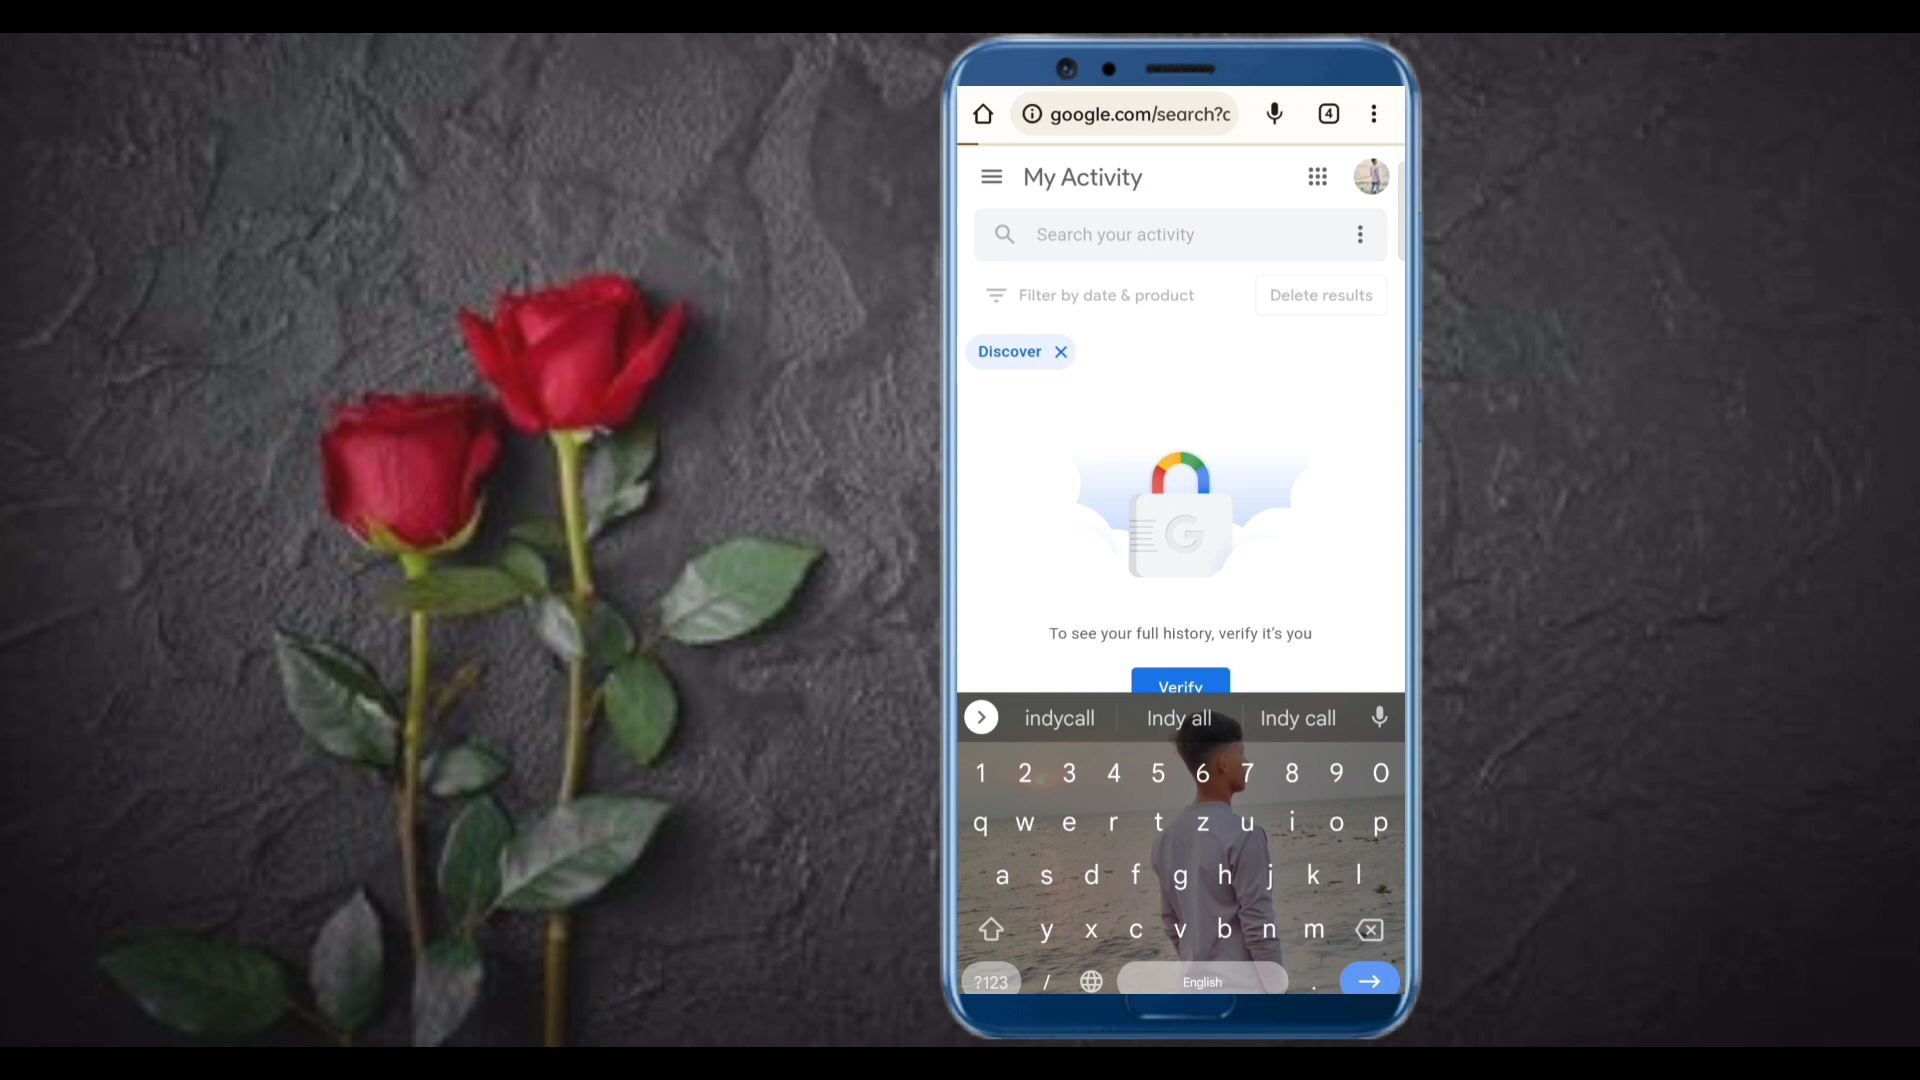 google.com/search?c
4
My Activity
Search your activity
Filter by date & product
Delete results
Discover
G
To see your full history, verify it's you
Verify
indycall
Indy all
Indy call
1 2 3 4 5 6 7 8 9 0
q w e r t z u i o p
a s d f g h j k l
y x c v b n m
?123 / English .